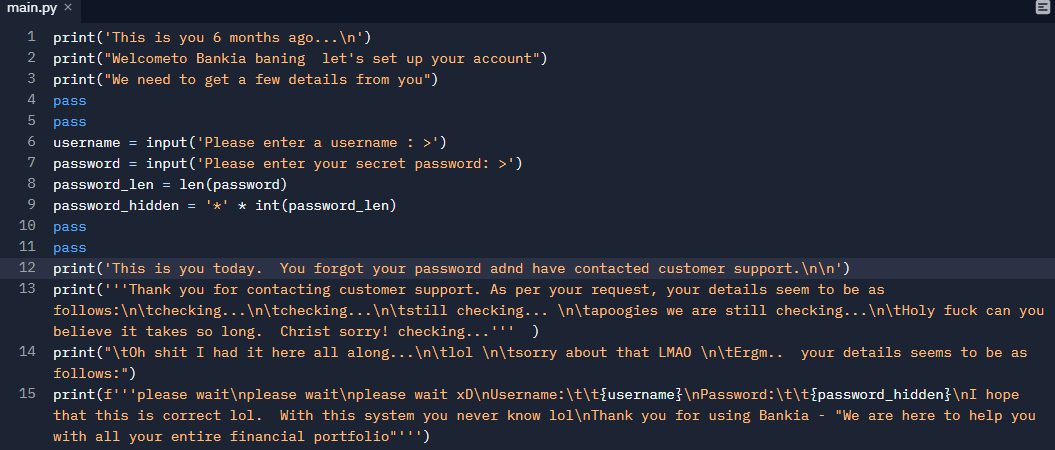 main.py ×
1 print('This is you 6 months ago...\n')
2 print("Welcometo Bankia baning  let's set up your account")
3 print("We need to get a few details from you")
4 pass
5 pass
6 username = input('Please enter a username : >')
7 password = input('Please enter your secret password: >')
8 password_len = len(password)
9 password_hidden = '*' * int(password_len)
10 pass
11 pass
12 print('This is you today.  You forgot your password adnd have contacted customer support.\n\n')
13 print('''Thank you for contacting customer support. As per your request, your details seem to be as
follows:\n\tchecking...\n\tchecking...\n\tstill checking... \n\tapoogies we are still checking...\n\tHoly fuck can you
believe it takes so long.  Christ sorry! checking...'''  )
14 print("\tOh shit I had it here all along...\n\tlol \n\tsorry about that LMAO \n\tErgm..  your details seems to be as
follows:")
15 print(f'''please wait\nplease wait\nplease wait xD\nUsername:\t\t{username}\nPassword:\t\t{password_hidden}\nI hope
that this is correct lol.  With this system you never know lol\nThank you for using Bankia - "We are here to help you
with all your entire financial portfolio"''')